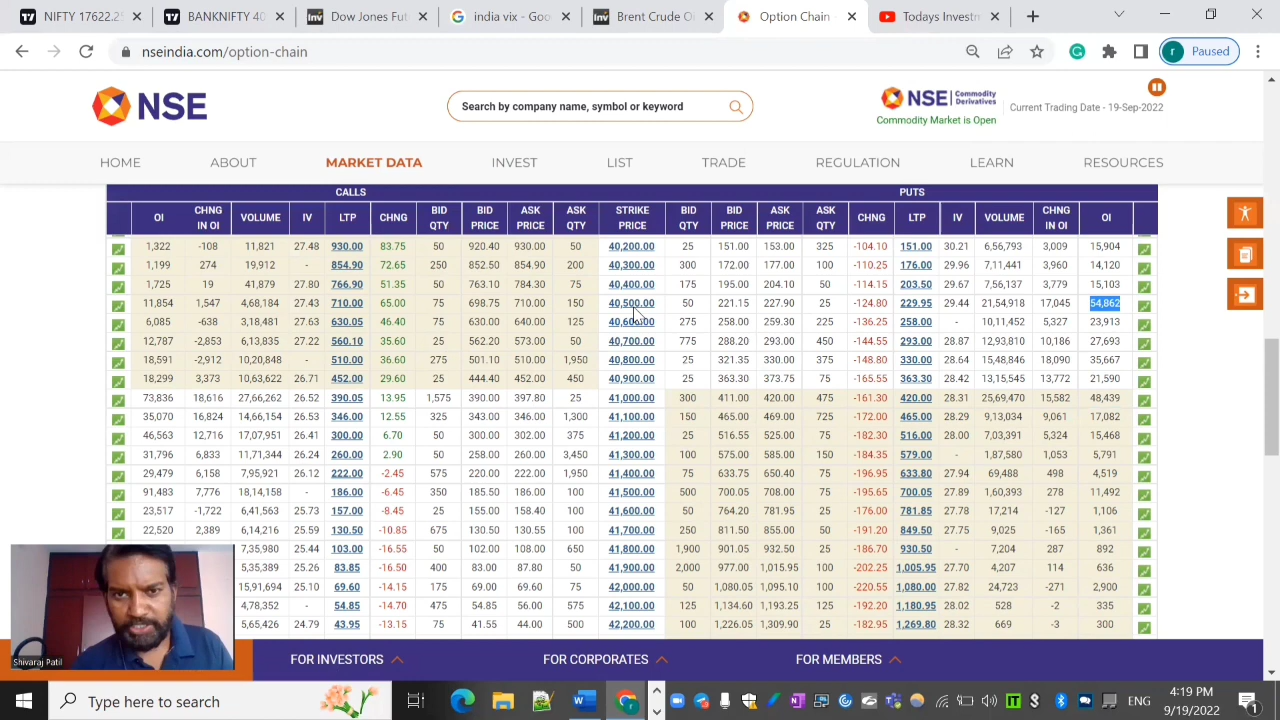 7722.25
NSE
NIFTY 50
NSE
BANKNIFTY 40
Inv
Dow Jones Fut
G
india vix - Goo
Inv
Brent Crude O
Option Chain
Todays Invest
nseindia.com/option-chain
r Paused
NSE
Search by company name, symbol or keyword
NSE Commodity Derivatives
Commodity Market is Open
Current Trading Date - 19-Sep-2022
HOME ABOUT MARKET DATA INVEST LIST TRADE REGULATION LEARN RESOURCES
CALLS PUTS
OI CHNG IN OI VOLUME IV LTP CHNG BID QTY BID PRICE ASK PRICE ASK QTY STRIKE PRICE BID QTY BID PRICE ASK PRICE ASK QTY CHNG LTP IV VOLUME CHNG IN OI OI
1,322 -108 11,821 27.48 930.00 83.75 75 920.40 930.00 50 40,200.00 25 151.00 153.00 325 -104.10 151.00 30.21 6,56,793 3,009 15,904
1,199 274 19,912 - 854.90 72.65 250 852.50 854.90 200 40,300.00 300 172.00 177.00 100 -110.25 176.00 29.96 7,11,441 3,960 14,120
1,725 19 41,879 27.80 766.90 51.35 50 763.10 784.30 75 40,400.00 175 195.00 204.10 50 -114.15 203.50 29.67 7,56,137 3,779 15,103
11,854 1,547 4,68,184 27.43 710.00 65.00 75 698.75 710.00 150 40,500.00 50 221.15 227.90 25 -124.80 229.95 29.44 21,54,918 17,045 54,862
6,085 -638 3,18,481 27.63 630.05 46.40 75 630.00 640.00 125 40,600.00 275 258.00 259.30 225 -136.25 258.00 - 10,11,452 5,327 23,913
12,787 -2,853 6,13,835 27.22 560.10 35.60 25 562.20 573.00 50 40,700.00 775 288.20 293.00 450 -144.55 293.00 28.87 12,93,810 10,186 27,693
18,591 -2,912 10,20,848 - 510.00 36.60 275 501.10 510.00 1,950 40,800.00 25 321.35 330.00 375 -148.80 330.00 28.64 15,48,846 18,090 35,667
18,299 3,373 10,63,622 26.71 452.00 29.60 25 444.40 452.00 450 40,900.00 25 363.30 373.75 75 -165.55 363.30 28.42 13,15,545 13,772 21,590
73,836 18,616 27,66,262 26.52 390.05 13.95 1,575 390.00 397.80 25 41,000.00 300 411.00 420.00 475 -161.30 420.00 28.31 25,69,470 15,582 48,439
35,070 16,824 14,66,154 26.53 346.00 12.55 325 343.00 346.00 1,300 41,100.00 150 465.00 469.00 725 -172.00 465.00 28.29 9,13,034 9,061 17,082
46,563 12,716 17,07,951 26.41 300.00 6.70 50 300.00 302.00 375 41,200.00 25 516.55 525.00 75 -182.30 516.00 28.00 7,03,391 5,324 15,468
31,796 6,833 11,71,344 26.24 260.00 2.90 50 258.00 260.00 3,450 41,300.00 100 575.00 585.00 150 -184.35 579.00 - 1,87,580 1,053 5,791
29,479 6,158 7,95,921 26.12 222.00 -2.45 575 220.00 222.00 1,950 41,400.00 75 633.75 650.40 75 -196.95 633.80 27.94 69,488 498 4,519
91,483 7,776 18,14,158 - 186.00 -6.45 350 185.50 186.00 100 41,500.00 500 700.05 708.00 75 -195.65 700.05 27.89 1,60,393 278 11,492
23,517 -1,722 6,41,563 25.73 157.00 -8.45 25 155.00 158.40 100 41,600.00 50 764.20 781.95 25 -176.00 781.85 27.78 17,214 -127 1,106
22,520 2,389 6,14,216 25.59 130.50 -10.85 675 130.50 130.55 100 41,700.00 250 811.50 855.00 50 -188.30 849.50 27.75 9,025 -165 1,361
7,35,980 25.44 103.00 -16.55 50 102.00 108.00 650 41,800.00 1,900 901.05 932.50 25 -186.70 930.50 - 7,204 287 892
5,35,389 25.26 83.85 -16.50 400 83.00 87.80 50 41,900.00 2,000 977.00 1,015.95 25 -202.25 1,005.95 27.70 4,207 114 636
15,91,694 25.10 69.60 -14.15 175 69.00 69.60 75 42,000.00 50 1,080.05 1,095.10 100 -220.55 1,080.00 27.82 24,723 -271 2,900
4,78,352 - 54.85 -14.70 475 54.85 56.00 575 42,100.00 125 1,134.60 1,193.25 125 -192.20 1,180.95 28.02 528 -2 335
5,65,426 24.79 43.95 -13.15 75 41.55 44.00 500 42,200.00 100 1,226.05 1,309.90 25 -182.95 1,269.80 28.32 669 -3 300
Shivaraj Patil
FOR INVESTORS FOR CORPORATES FOR MEMBERS
Type here to search
ENG
4:19 PM
9/19/2022